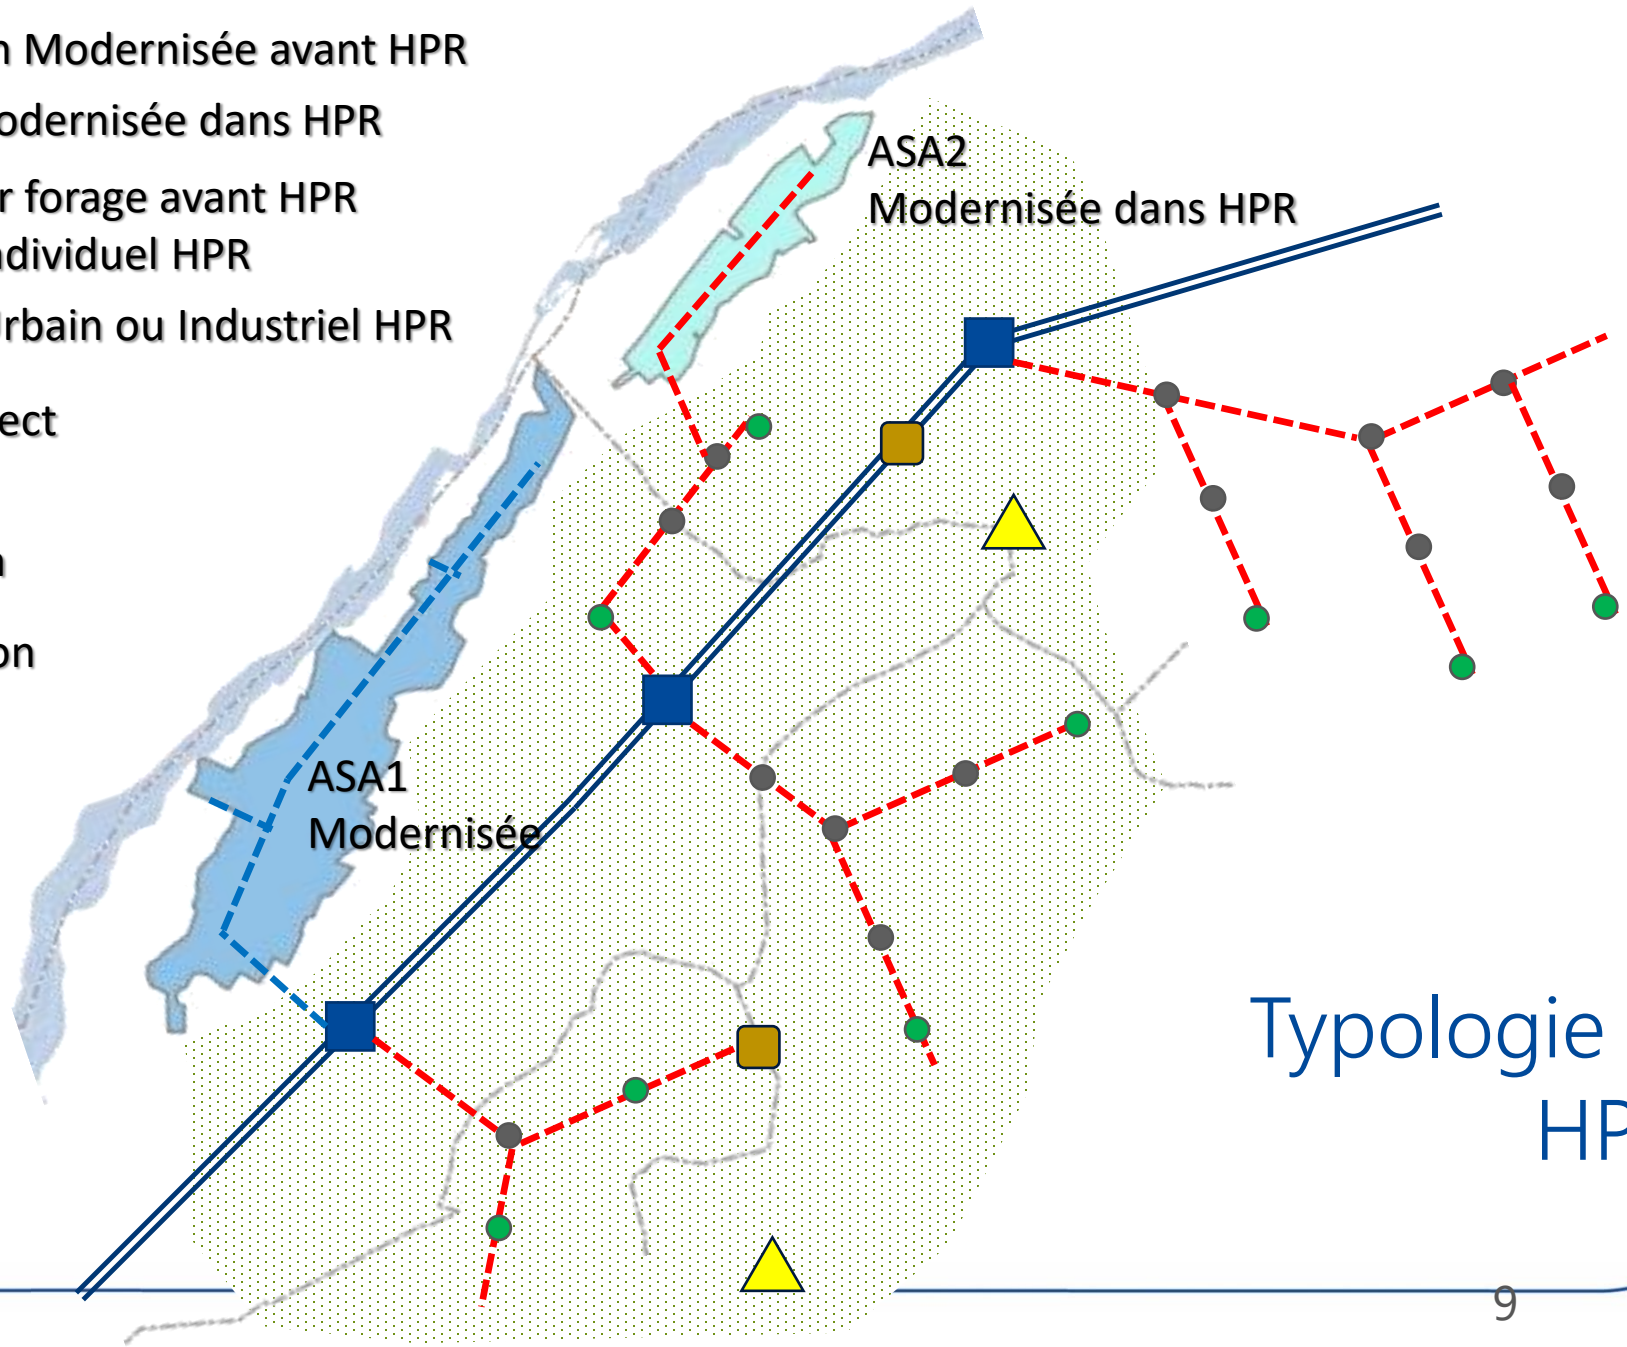 n Modernisée avant HPR
odernisée dans HPR
r forage avant HPR
ndividuel HPR
Urbain ou Industriel HPR
ect
n
on
ASA2
Modernisée dans HPR
ASA1
Modernisée
Typologie
HP
9